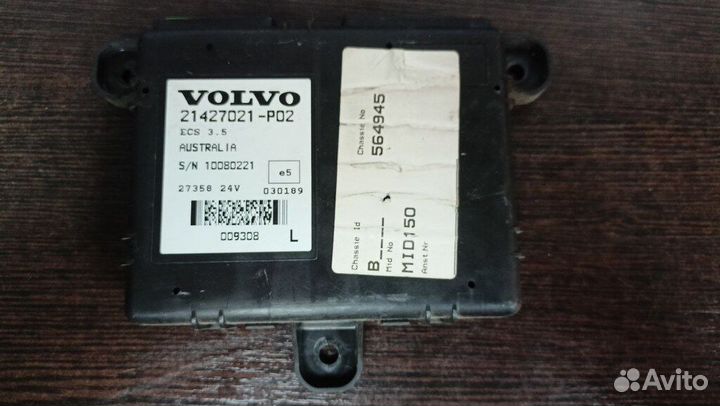 VOLVO
21427021-P02
ECS 3.5
AUSTRALIA
S/N 10080221
e5
27358 24V 030189
009308 L
Chassie Id
B_____
Chassie No
564945
Mid No
MID150
Anst.Nr
Avito